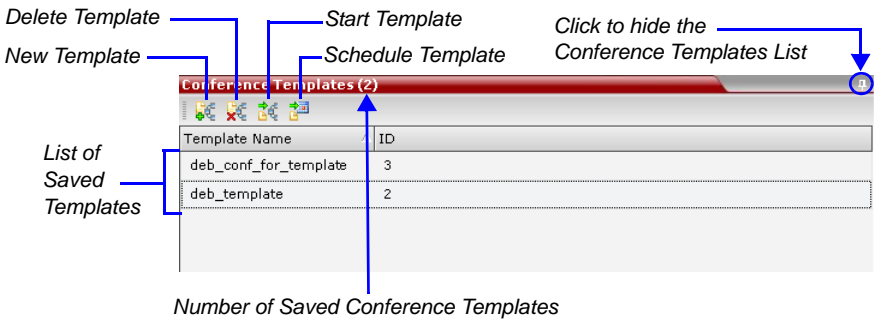 Delete Template
Start Template
Click to hide the
New Template
Schedule Template
Conference Templates List
Conference Templates (2)
Template Name
ID
List of
Saved
Templates
deb_conf_for_template
3
deb_template
2
Number of Saved Conference Templates